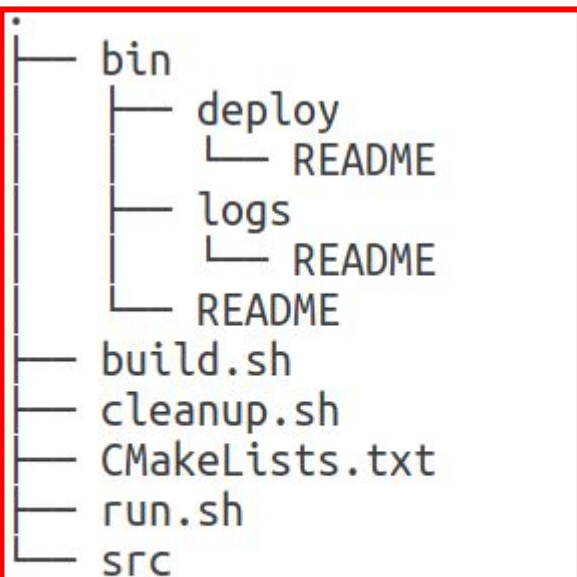 .
├── bin
│   ├── deploy
│   │   └── README
│   ├── logs
│   │   └── README
│   └── README
├── build.sh
├── cleanup.sh
├── CMakeLists.txt
├── run.sh
└── src